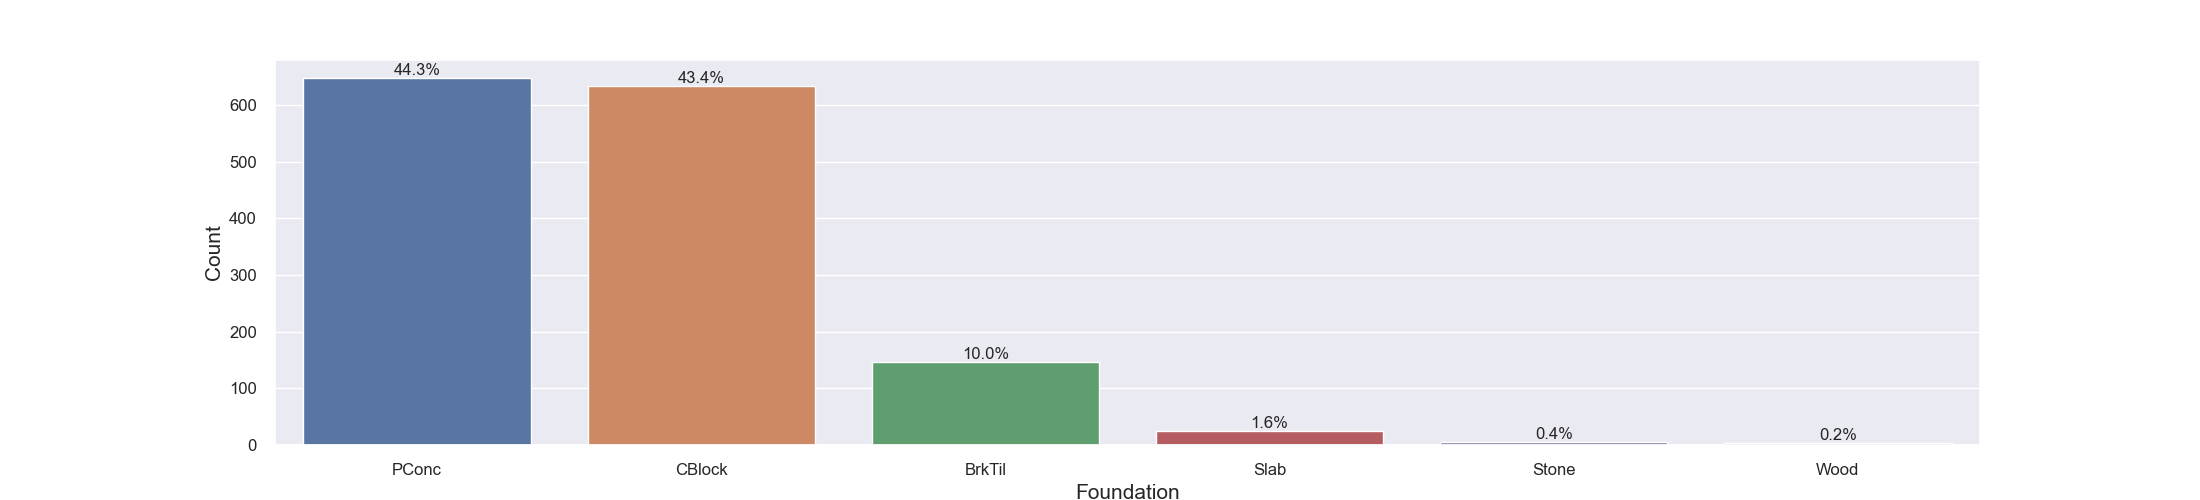 44.3%
43.4%
10.0%
1.6%
0.4%
0.2%
600
500
400
300
200
100
0
Count
PConc
CBlock
BrkTil
Slab
Stone
Wood
Foundation